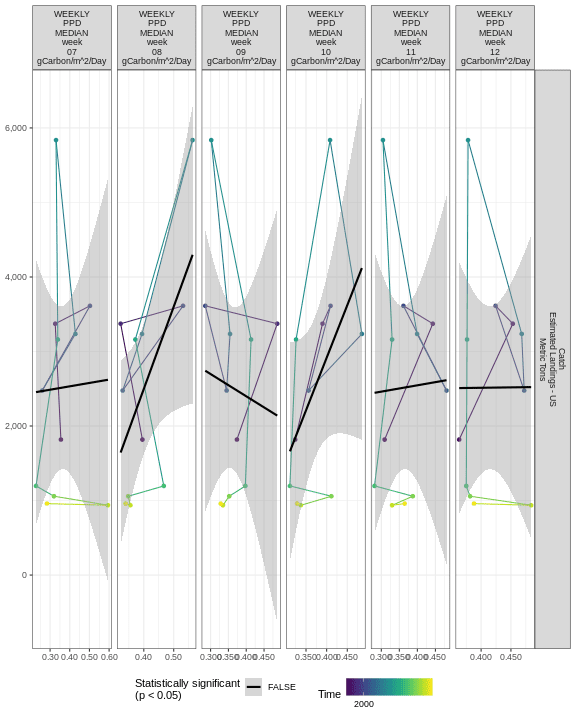 WEEKLY
PPD
MEDIAN
week
07
gCarbon/m^2/Day
WEEKLY
PPD
MEDIAN
week
08
gCarbon/m^2/Day
WEEKLY
PPD
MEDIAN
week
09
gCarbon/m^2/Day
WEEKLY
PPD
MEDIAN
week
10
gCarbon/m^2/Day
WEEKLY
PPD
MEDIAN
week
11
gCarbon/m^2/Day
WEEKLY
PPD
MEDIAN
week
12
gCarbon/m^2/Day
6,000
4,000
2,000
0
Catch
Estimated Landings - US
Metric Tons
0.30 0.40 0.50 0.60
0.40 0.50
0.300 0.350 0.400 0.450
0.350 0.400 0.450
0.300 0.350 0.400 0.450
0.400 0.450
Statistically significant
(p < 0.05)
FALSE
Time
2000